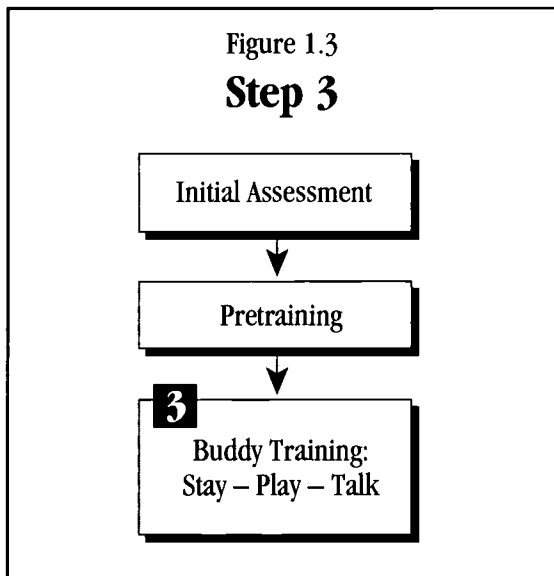 Figure 1.3
Step 3
Initial Assessment
Pretraining
3
Buddy Training:
Stay – Play – Talk